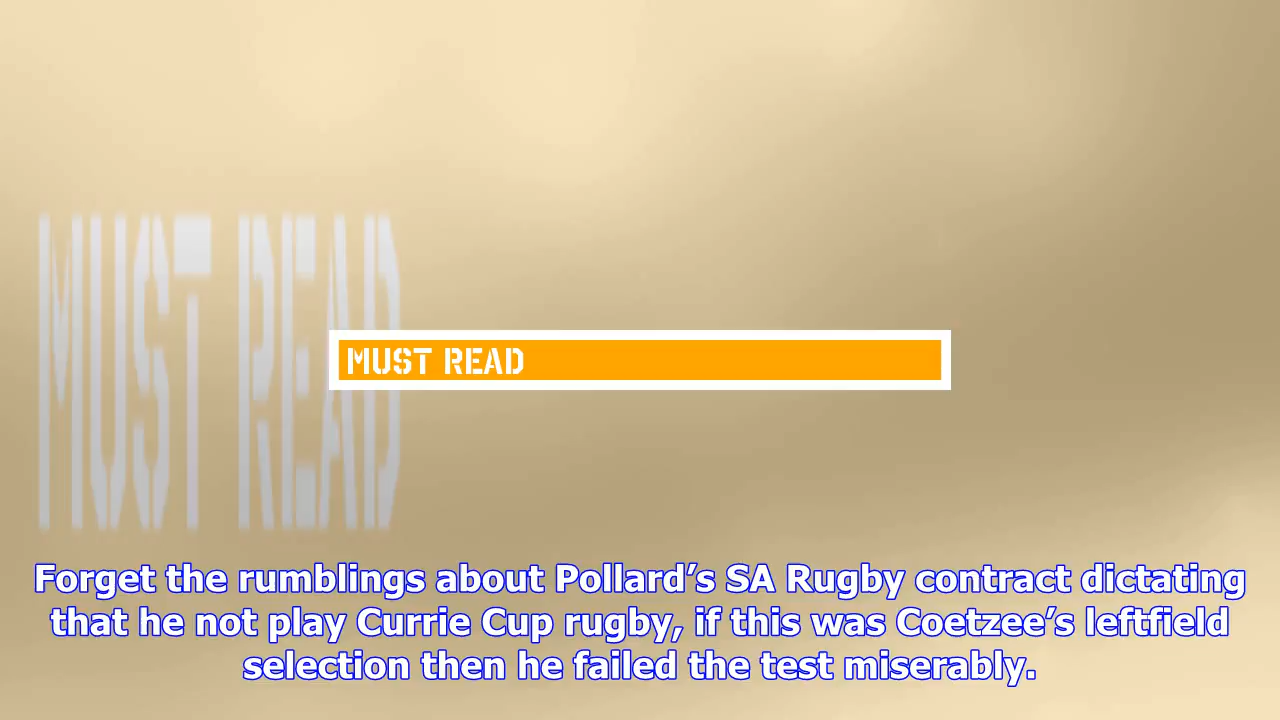 MUST READ
MUST READ
Forget the rumblings about Pollard’s SA Rugby contract dictating
that he not play Currie Cup rugby, if this was Coetzee’s leftfield
selection then he failed the test miserably.